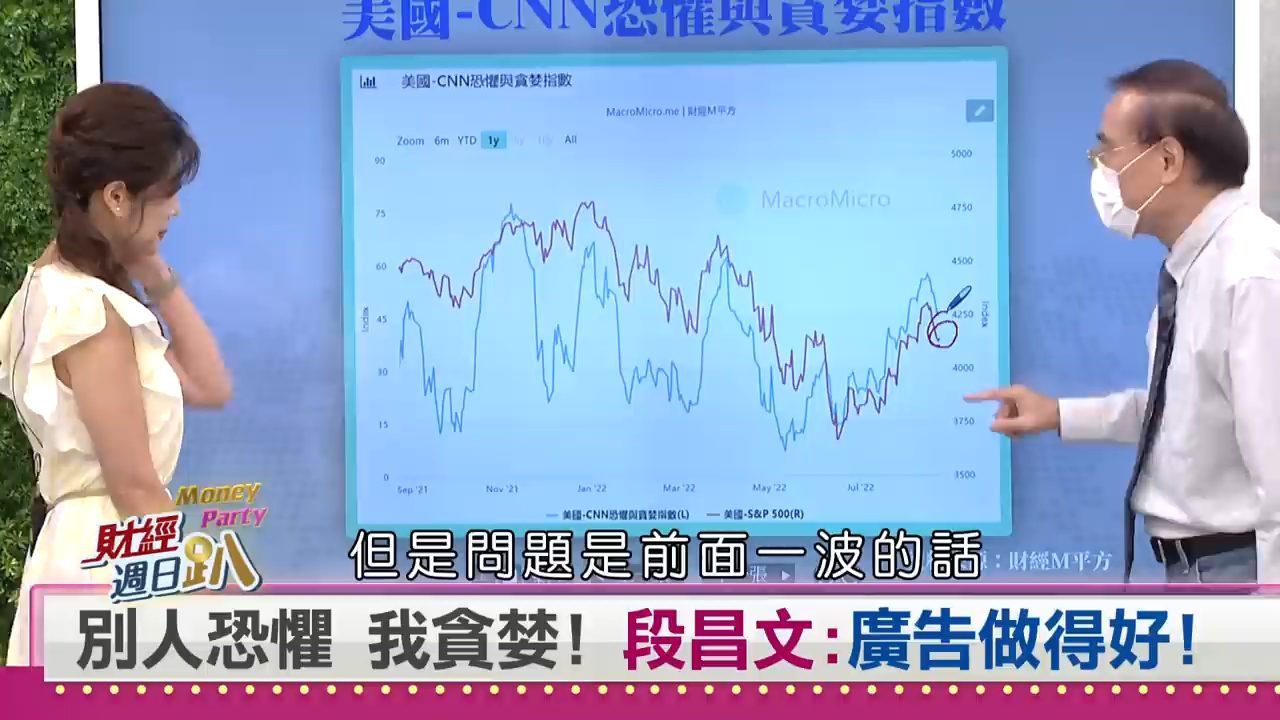 美國-CNN恐懼與貪婪指數
美國-CNN恐懼與貪婪指數
MacroMicro.me | 財經M平方
Zoom 6m YTD 1y All
90
75
60
45
30
15
0
Index
MacroMicro
5000
4750
4500
4250
4000
3750
3500
Index
Sep '21 Nov '21 Jan '22 Mar '22 May '22 Jul '22
美國-CNN恐懼與貪婪指數(L) 美國-S&P 500(R)
源：財經M平方
但是問題是前面一波的話
Money
Party
財經
週日趴
別人恐懼 我貪婪! 段昌文:廣告做得好!